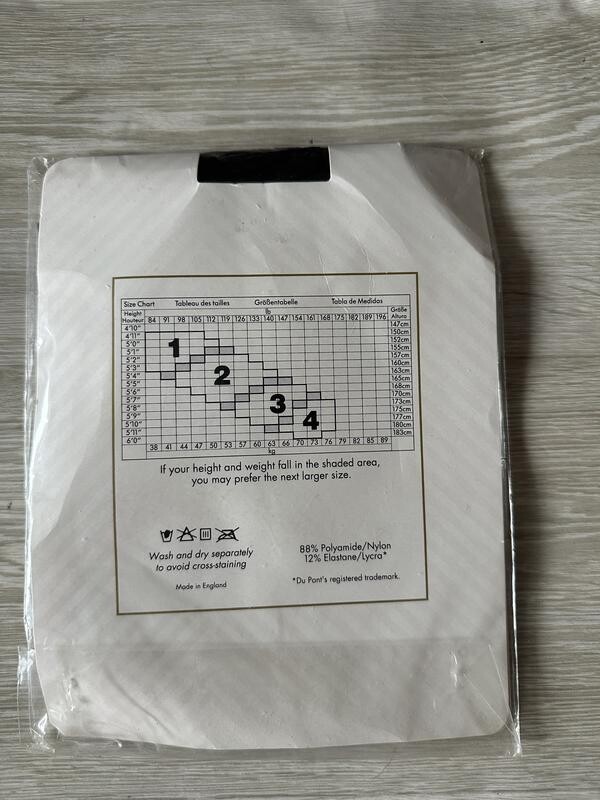 Size Chart Tableau des tailles Größentabelle Tabla de Medidas
Height lb Größe
Hauteur 84 91 98 105 112 119 126 133 140 147 154 161 168 175 182 189 196 Altura
4'10" 147cm
4'11" 150cm
5'0" 152cm
5'1" 155cm
5'2" 157cm
5'3" 160cm
5'4" 163cm
5'5" 165cm
5'6" 168cm
5'7" 170cm
5'8" 173cm
5'9" 175cm
5'10" 177cm
5'11" 180cm
6'0" 183cm
1
2
3
4
38 41 44 47 50 53 57 60 63 66 70 73 76 79 82 85 89
kg
If your height and weight fall in the shaded area,
you may prefer the next larger size.
Wash and dry separately
to avoid cross-staining
Made in England
88% Polyamide/Nylon
12% Elastane/Lycra*
*Du Pont's registered trademark.